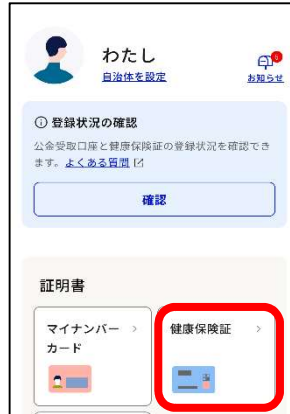 わたし
自治体を設定
お知らせ
登録状況の確認
公金受取口座と健康保険証の登録状況を確認でき
ます。よくある質問
確認
証明書
マイナンバー
カード
健康保険証